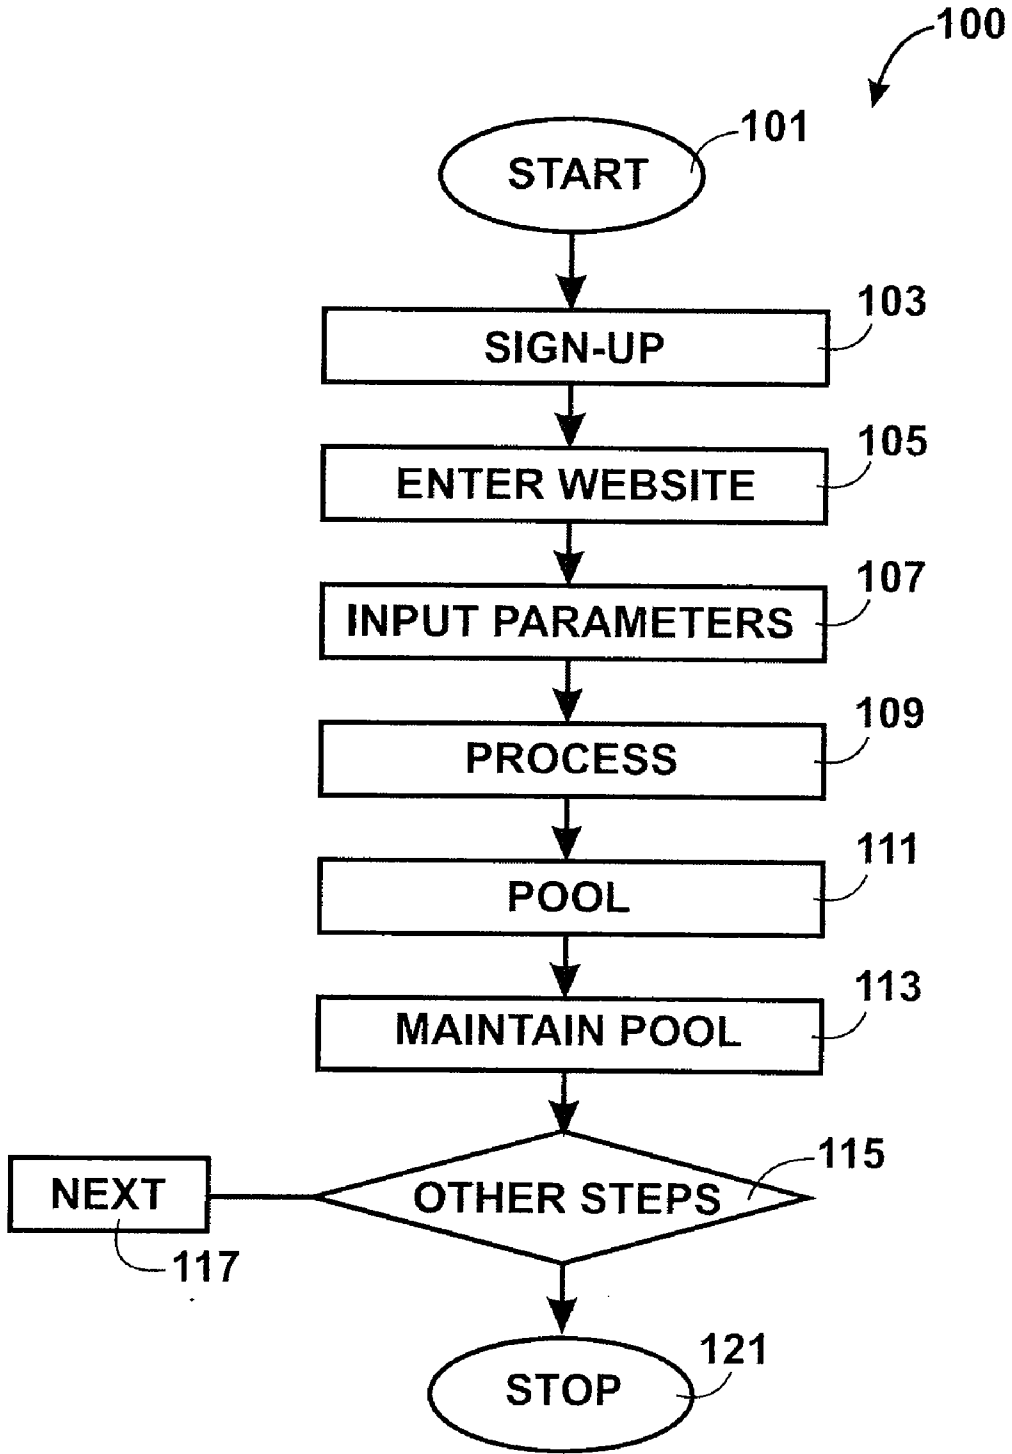 100
START
101
SIGN-UP
103
ENTER WEBSITE
105
INPUT PARAMETERS
107
PROCESS
109
POOL
111
MAINTAIN POOL
113
OTHER STEPS
115
NEXT
117
STOP
121